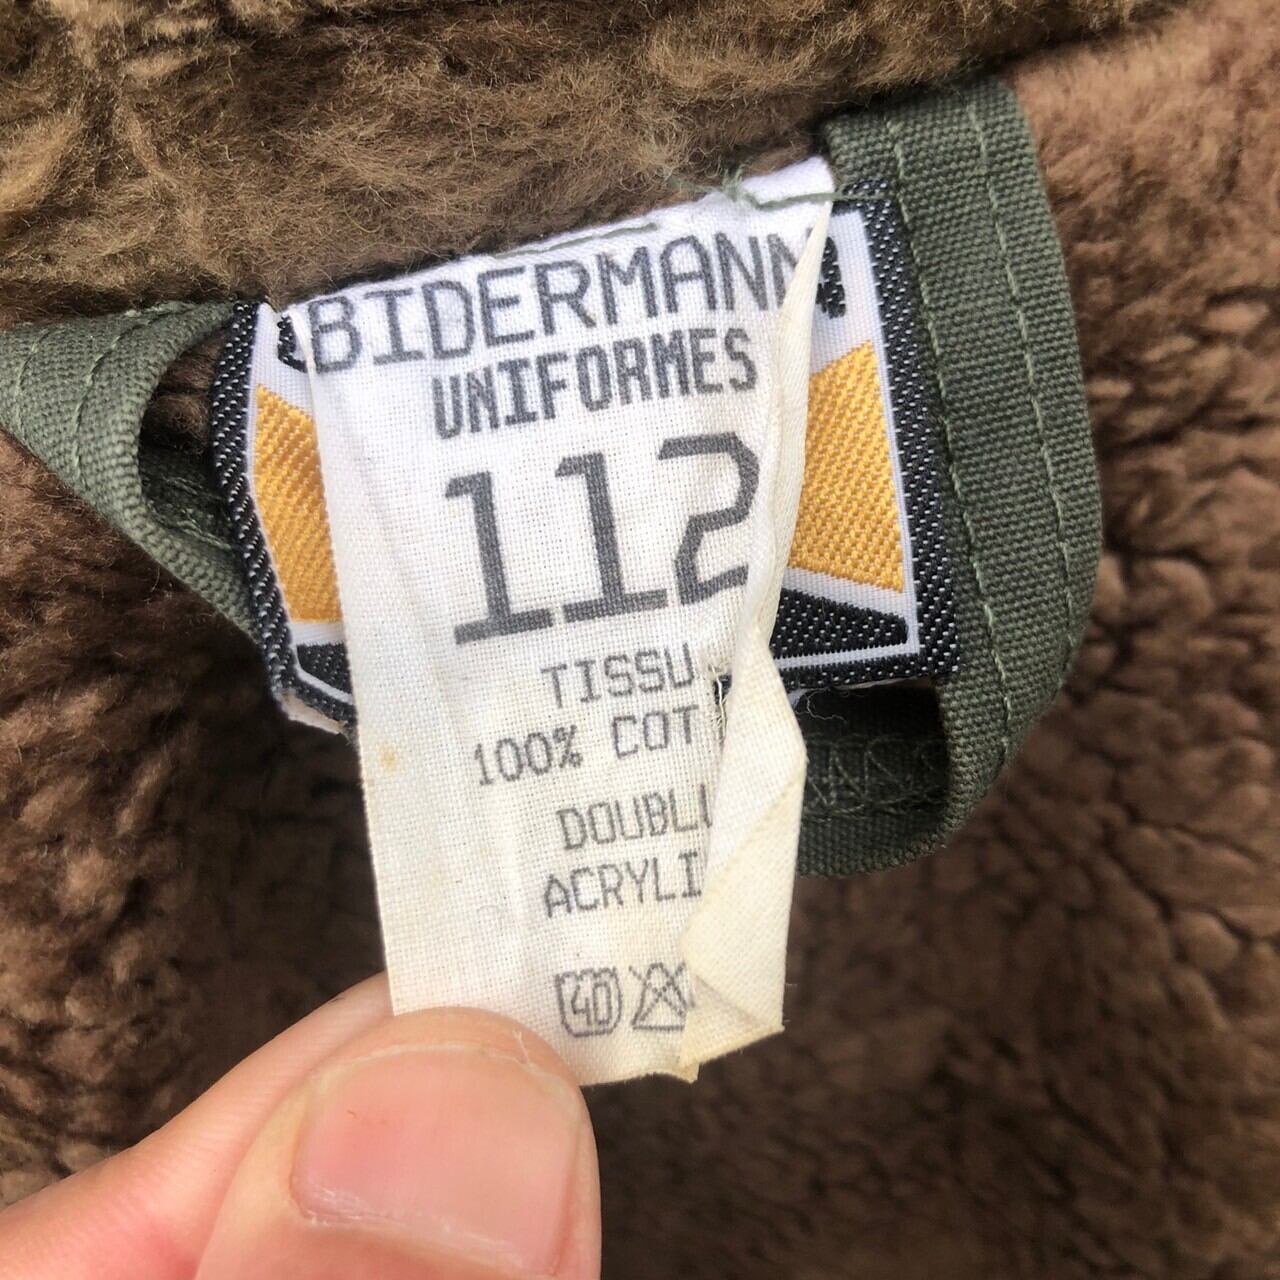 BIDERMANN
UNIFORMES
112
TISSU
100% COT
DOUBL
ACRYLI
40